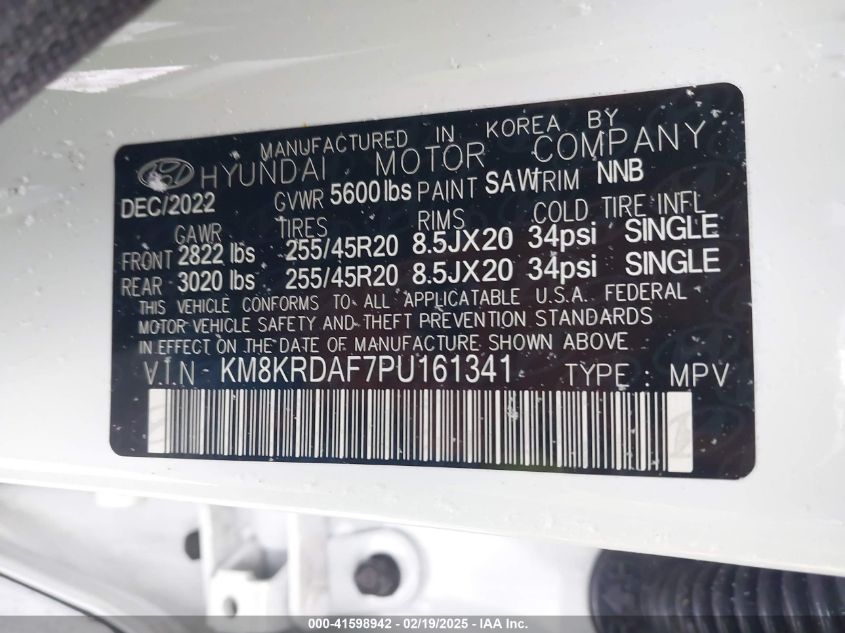 MANUFACTURED IN KOREA BY
HYUNDAI MOTOR COMPANY
DEC/2022 GVWR 5600 lbs PAINT SAW TRIM NNB
GAWR TIRES RIMS COLD TIRE INFL
FRONT 2822 lbs 255/45R20 8.5JX20 34psi SINGLE
REAR 3020 lbs 255/45R20 8.5JX20 34psi SINGLE
THIS VEHICLE CONFORMS TO ALL APPLICATABLE U.S.A. FEDERAL
MOTOR VEHICLE SAFETY AND THEFT PREVENTION STANDARDS
IN EFFECT ON THE DATE OF MANUFACTURE SHOWN ABOVE
V.I.N - KM8KRDAF7PU161341 TYPE : MPV
000-41598942 - 02/19/2025 - IAA Inc.